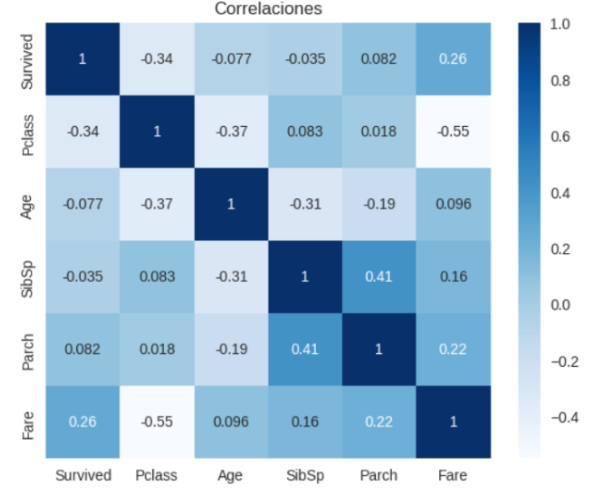 Correlaciones
Survived 1 -0.34 -0.077 -0.035 0.082 0.26
Pclass -0.34 1 -0.37 0.083 0.018 -0.55
Age -0.077 -0.37 1 -0.31 -0.19 0.096
SibSp -0.035 0.083 -0.31 1 0.41 0.16
Parch 0.082 0.018 -0.19 0.41 1 0.22
Fare 0.26 -0.55 0.096 0.16 0.22 1
Survived Pclass Age SibSp Parch Fare
1.0
0.8
0.6
0.4
0.2
0.0
−0.2
−0.4